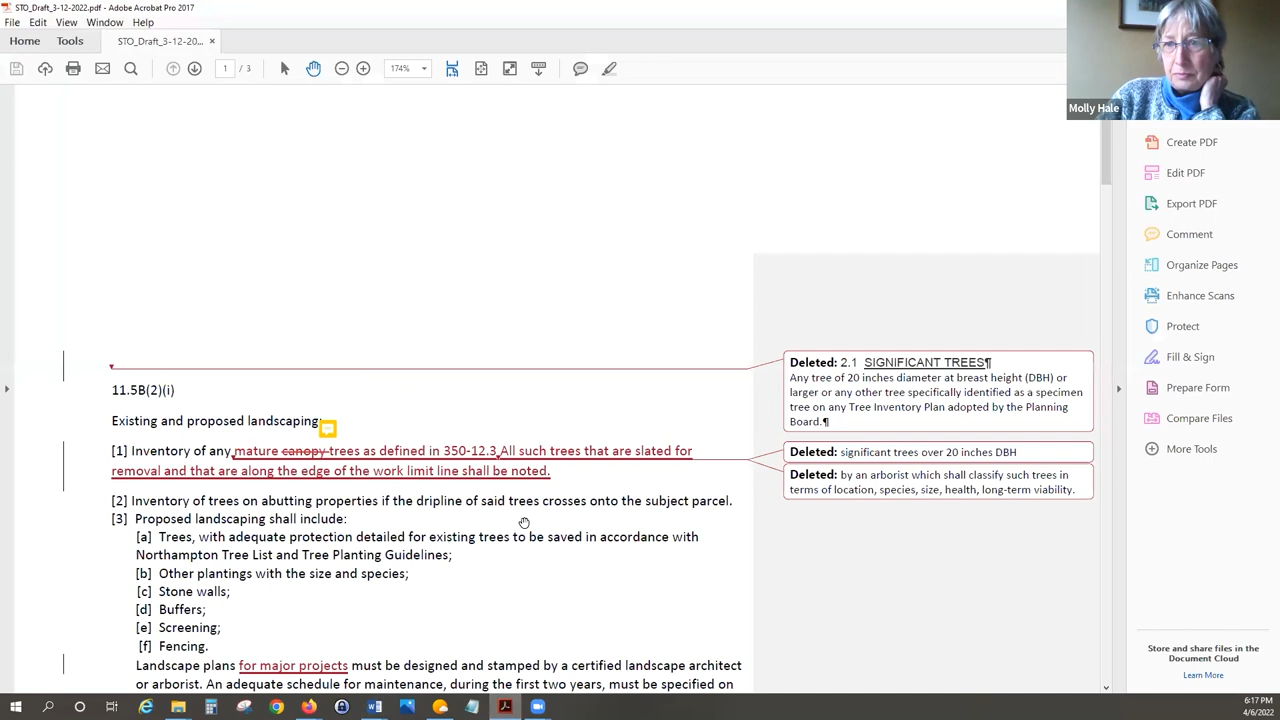 STO_Draft_3-12-2022.pdf - Adobe Acrobat Pro 2017
File Edit View Window Help
Home Tools STO_Draft_3-12-20... ×
1 / 3 174%
Molly Hale
Create PDF
Edit PDF
Export PDF
Comment
Organize Pages
Enhance Scans
Protect
Fill & Sign
Prepare Form
Compare Files
More Tools
Store and share files in the
Document Cloud
Learn More
11.5B(2)(i)
Existing and proposed landscaping:
[1] Inventory of any mature canopy trees as defined in 350-12.3 All such trees that are slated for
removal and that are along the edge of the work limit line shall be noted.
[2] Inventory of trees on abutting properties if the dripline of said trees crosses onto the subject parcel.
[3] Proposed landscaping shall include:
[a] Trees, with adequate protection detailed for existing trees to be saved in accordance with
Northampton Tree List and Tree Planting Guidelines;
[b] Other plantings with the size and species;
[c] Stone walls;
[d] Buffers;
[e] Screening;
[f] Fencing.
Landscape plans for major projects must be designed and stamped by a certified landscape architect
or arborist. An adequate schedule for maintenance, during the first two years, must be specified on
Deleted: 2.1 SIGNIFICANT TREES¶
Any tree of 20 inches diameter at breast height (DBH) or
larger or any other tree specifically identified as a specimen
tree on any Tree Inventory Plan adopted by the Planning
Board.¶
Deleted: significant trees over 20 inches DBH
Deleted: by an arborist which shall classify such trees in
terms of location, species, size, health, long-term viability.
6:17 PM
4/6/2022